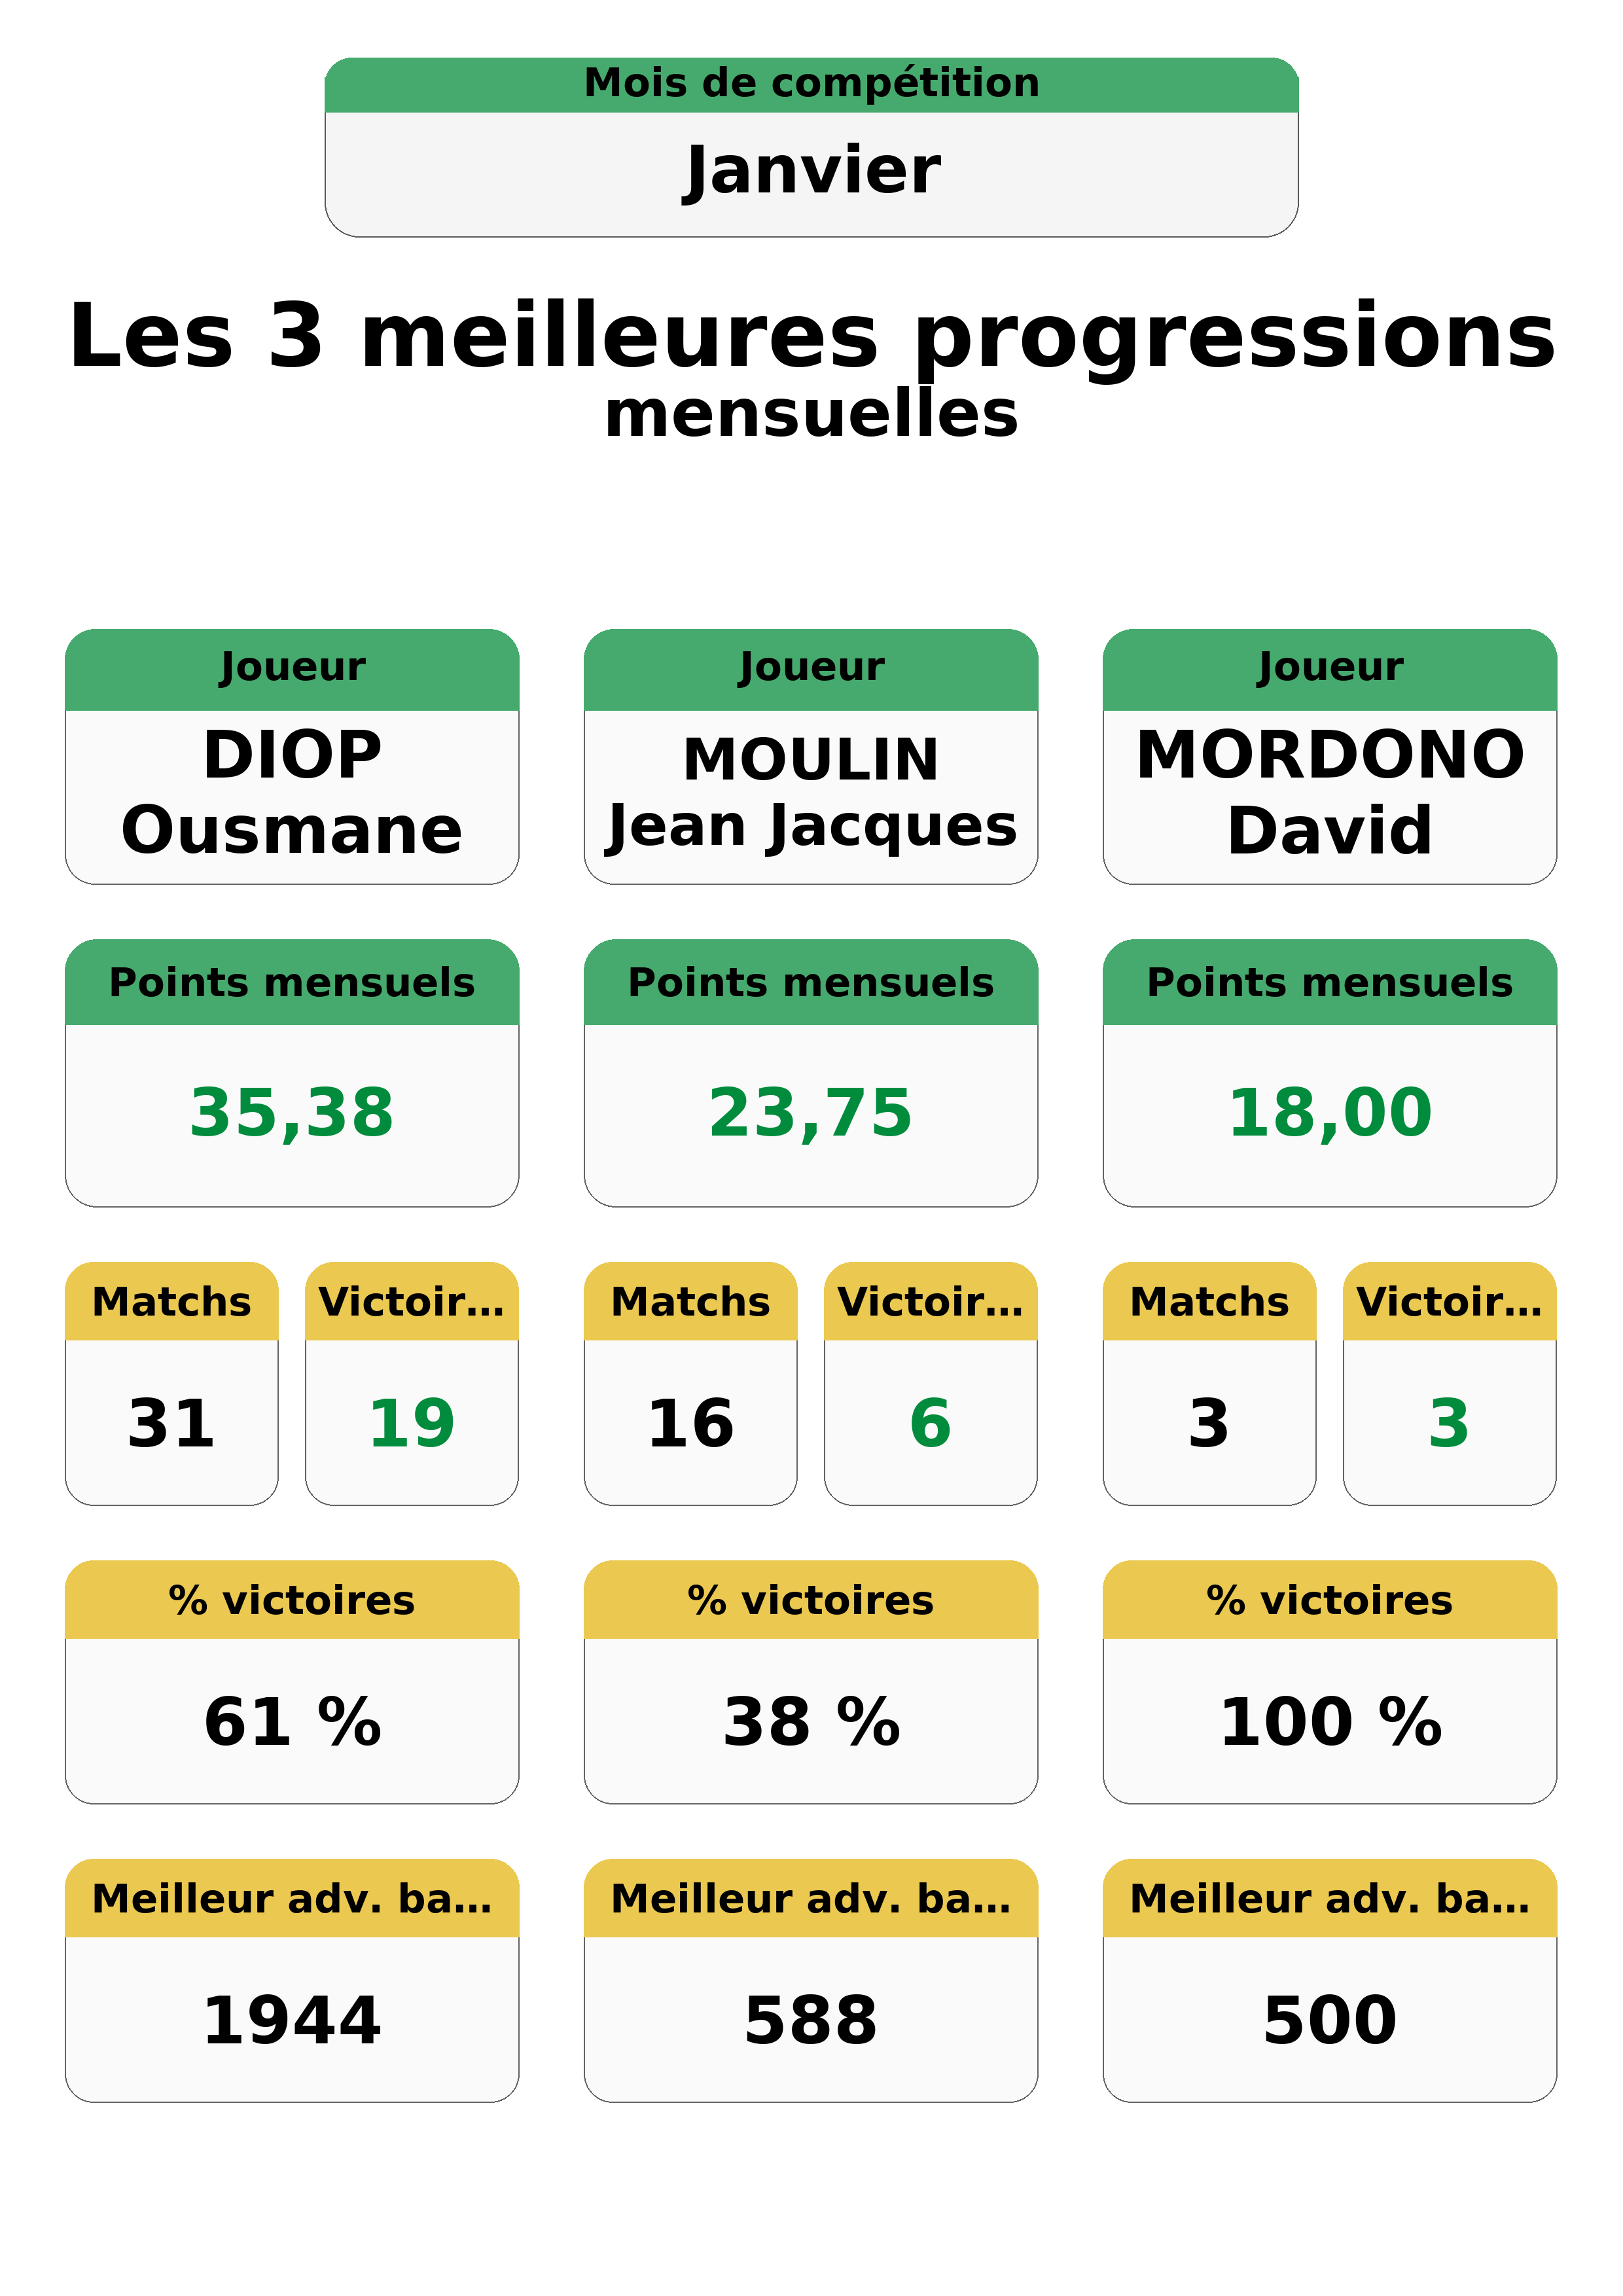 Mois de compétition
Janvier
Les 3 meilleures progressions
mensuelles
Joueur
DIOP
Ousmane
Joueur
MOULIN
Jean Jacques
Joueur
MORDONO
David
Points mensuels
35,38
Points mensuels
23,75
Points mensuels
18,00
Matchs
31
Victoir...
19
Matchs
16
Victoir...
6
Matchs
3
Victoir...
3
% victoires
61 %
% victoires
38 %
% victoires
100 %
Meilleur adv. ba...
1944
Meilleur adv. ba...
588
Meilleur adv. ba...
500